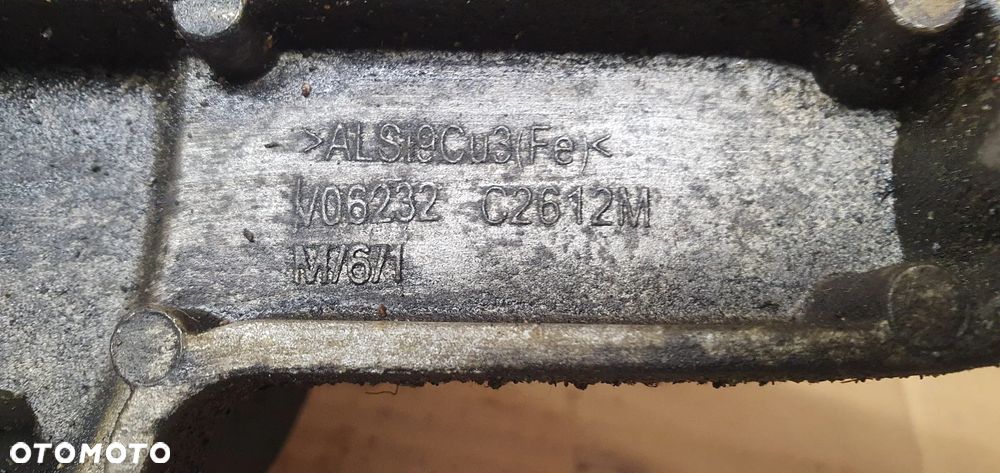 >ALSi9Cu3(Fe)<
V06232 C2612M
M/6/1
OTOMOTO